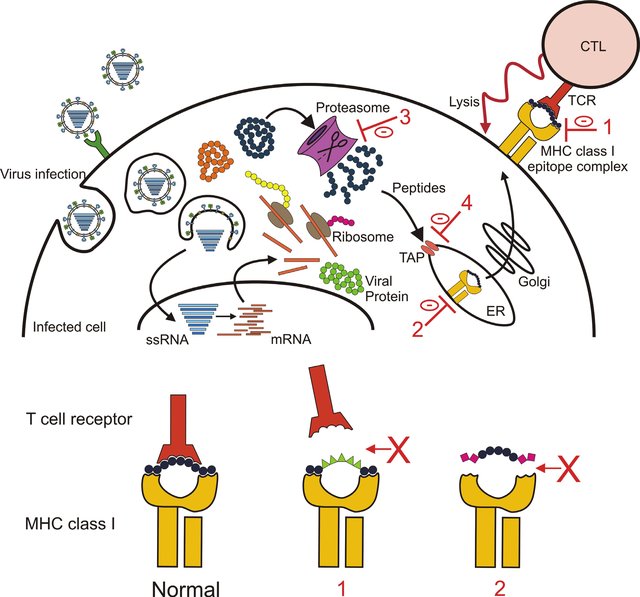 CTL
Proteasome
3
Lysis
TCR
⊖
⊖
1
MHC class I
epitope complex
Virus infection
Peptides
⊖
4
Ribosome
TAP
Golgi
Viral
Protein
⊖
ER
2
Infected cell
ssRNA
mRNA
T cell receptor
X
X
MHC class I
Normal
1
2